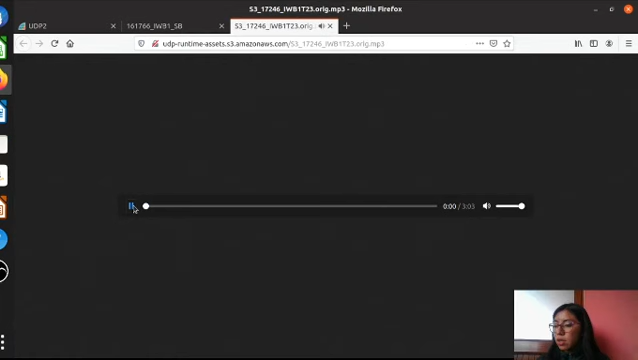 S3_17246_IWB1T23.orig.mp3 - Mozilla Firefox
UDP2
161766_IWB1_SB
S3_17246_IWB1T23.orig
udp-runtime-assets.s3.amazonaws.com/S3_17246_IWB1T23.orig.mp3
0:00 / 3:03